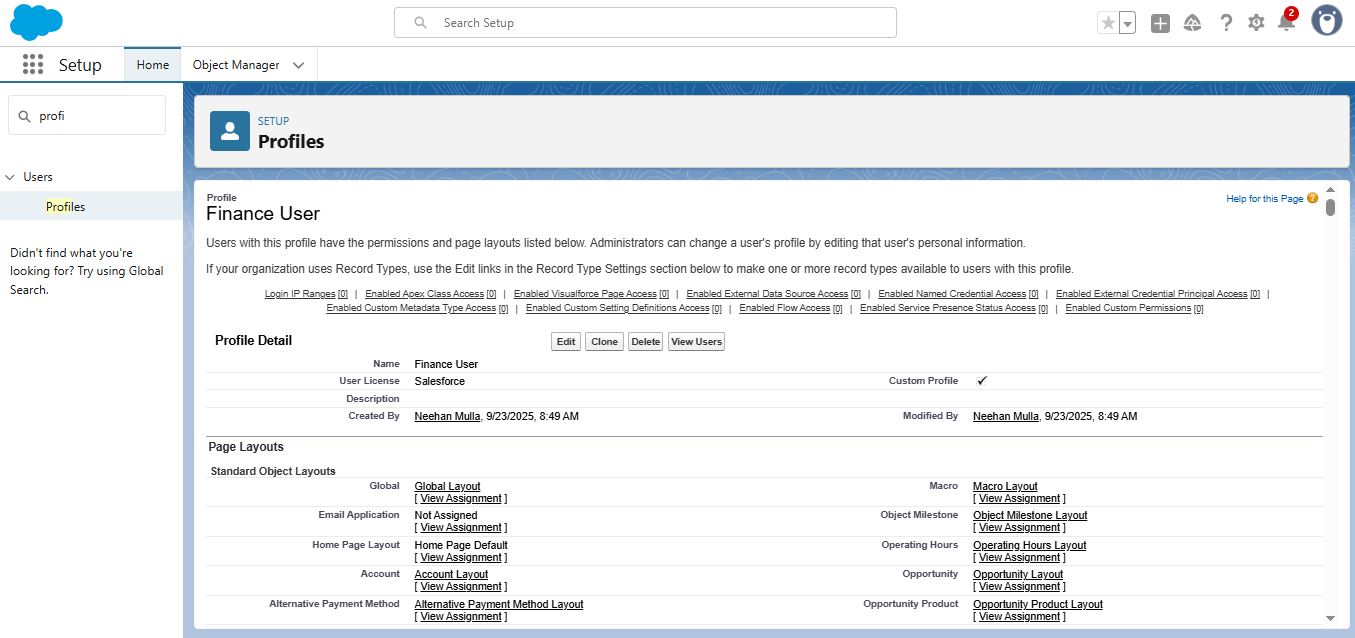 Search Setup
2
Setup
Home
Object Manager
profi
Users
Profiles
Didn't find what you're
looking for? Try using Global
Search.
SETUP
Profiles
Profile
Finance User
Help for this Page ?
Users with this profile have the permissions and page layouts listed below. Administrators can change a user's profile by editing that user's personal information.
If your organization uses Record Types, use the Edit links in the Record Type Settings section below to make one or more record types available to users with this profile.
Login IP Ranges [0] | Enabled Apex Class Access [0] | Enabled Visualforce Page Access [0] | Enabled External Data Source Access [0] | Enabled Named Credential Access [0] | Enabled External Credential Principal Access [0] |
Enabled Custom Metadata Type Access [0] | Enabled Custom Setting Definitions Access [0] | Enabled Flow Access [0] | Enabled Service Presence Status Access [0] | Enabled Custom Permissions [0]
Profile Detail Edit Clone Delete View Users
Name Finance User
User License Salesforce Custom Profile ✓
Description
Created By Neehan Mulla, 9/23/2025, 8:49 AM Modified By Neehan Mulla, 9/23/2025, 8:49 AM
Page Layouts
Standard Object Layouts
Global Global Layout Macro Macro Layout
[ View Assignment ] [ View Assignment ]
Email Application Not Assigned Object Milestone Object Milestone Layout
[ View Assignment ] [ View Assignment ]
Home Page Layout Home Page Default Operating Hours Operating Hours Layout
[ View Assignment ] [ View Assignment ]
Account Account Layout Opportunity Opportunity Layout
[ View Assignment ] [ View Assignment ]
Alternative Payment Method Alternative Payment Method Layout Opportunity Product Opportunity Product Layout
[ View Assignment ] [ View Assignment ]